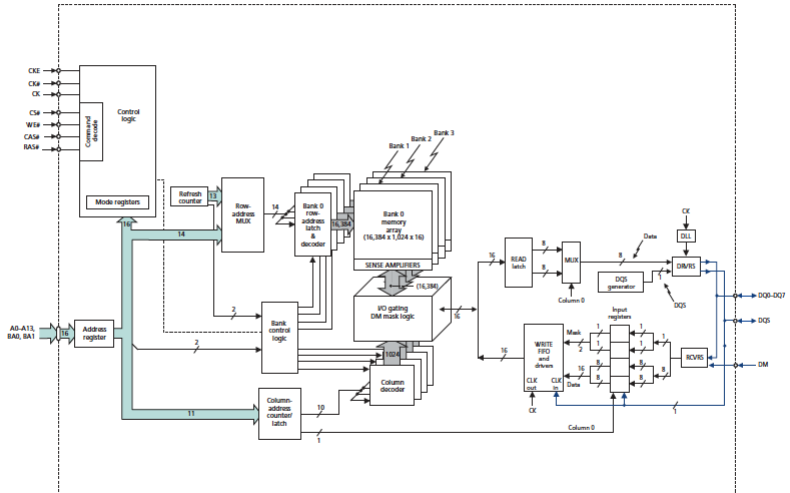 CKE
CK#
CK
CS#
WE#
CAS#
RAS#
Control
logic
Command
decode
Mode registers
Refresh
counter
13
Row-
address
MUX
14
Bank 0
row-
address
latch
&
decoder
16,384
Bank 1
Bank 2
Bank 3
Bank 0
memory
array
(16,384 x 1,024 x 16)
SENSE AMPLIFIERS
(16,384)
16
14
2
2
A0–A13,
BA0, BA1
16
Address
register
Bank
control
logic
I/O gating
DM mask logic
1024
Column
decoder
11
Column-
address
counter/
latch
10
1
Column 0
16
16
READ
latch
8
8
MUX
Column 0
8
Data
DQS
generator
1
DQS
CK
DLL
DRVRS
DQ0–DQ7
DQS
DM
16
WRITE
FIFO
and
drivers
CLK
out
CLK
in
CK
Mask
2
16
Data
Input
registers
1
1
8
8
1
1
8
8
1
8
RCVRS
1